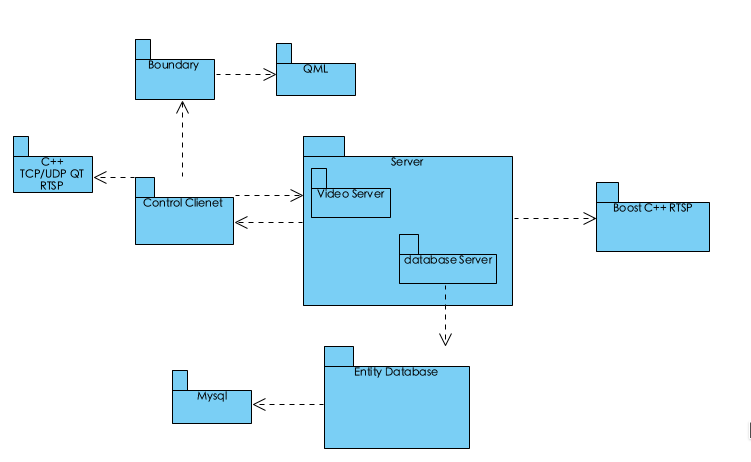 Boundary
QML
C++
TCP/UDP QT
RTSP
Control Clienet
Server
Video Server
database Server
Boost C++ RTSP
Entity Database
Mysql